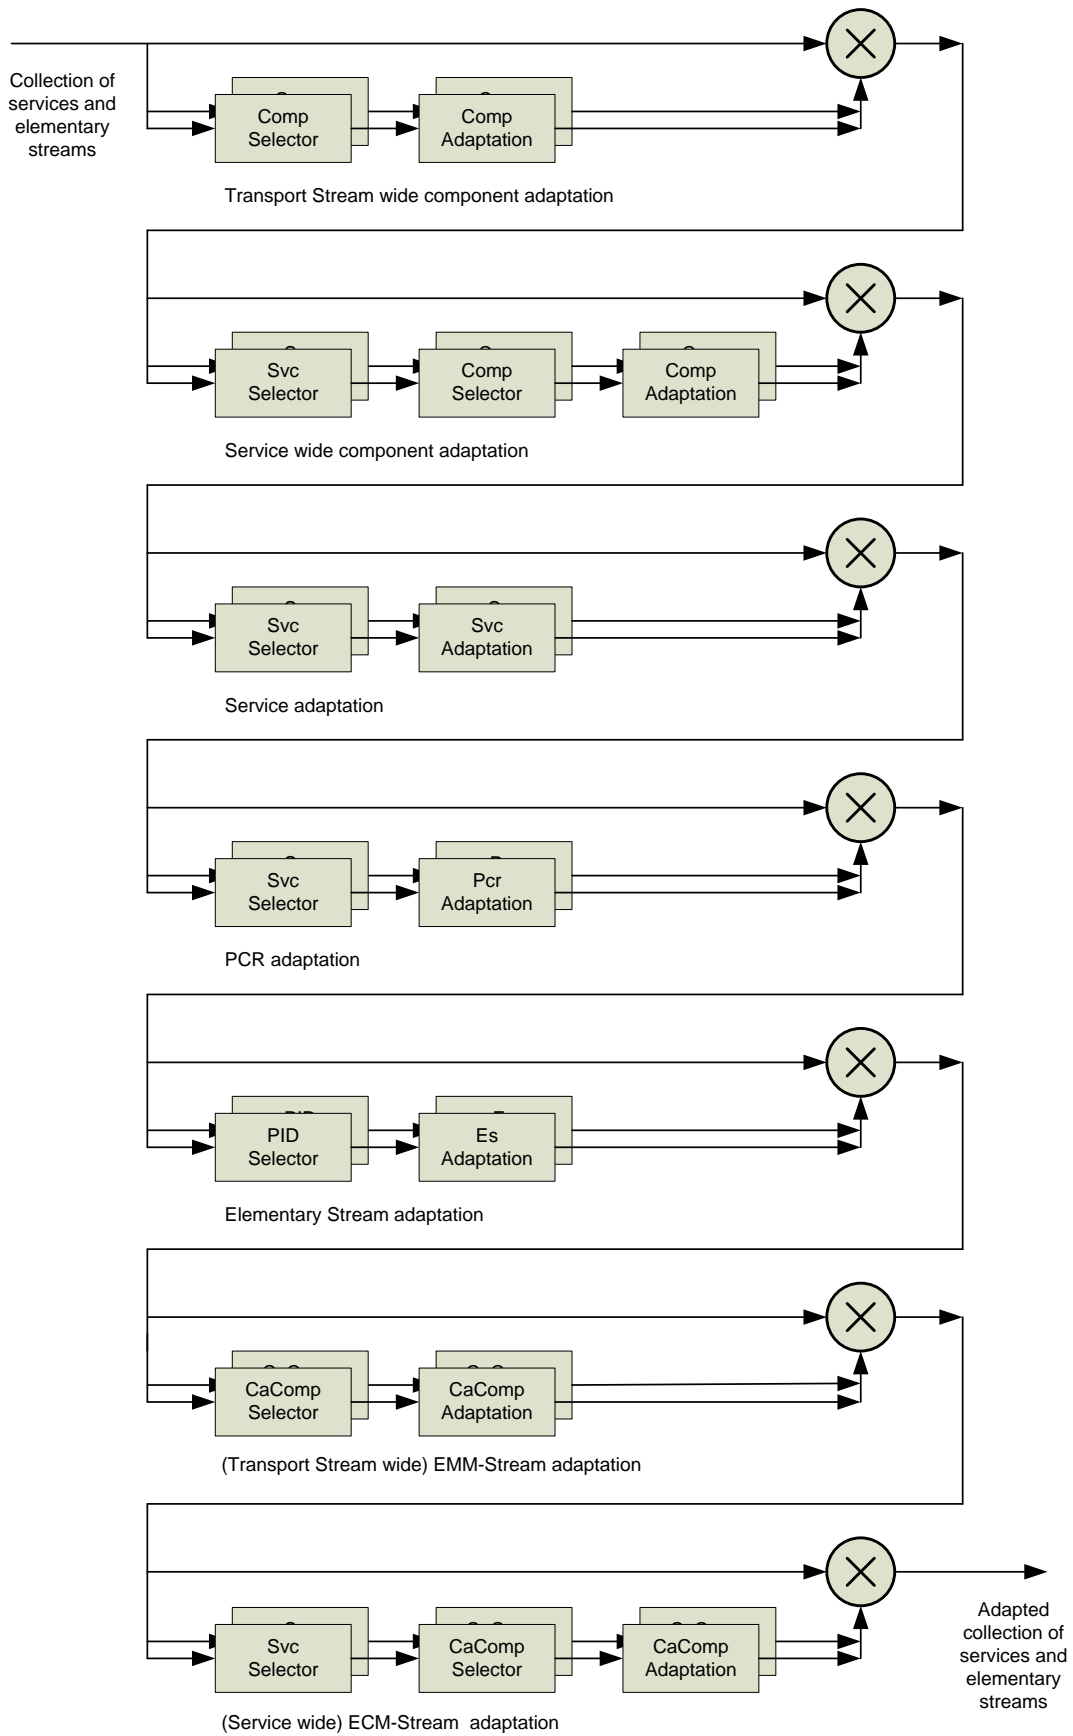 Collection of
services and
elementary
streams
Comp
Selector
Comp
Adaptation
Transport Stream wide component adaptation
Svc
Selector
Comp
Selector
Comp
Adaptation
Service wide component adaptation
Svc
Selector
Svc
Adaptation
Service adaptation
Svc
Selector
Pcr
Adaptation
PCR adaptation
PID
Selector
Es
Adaptation
Elementary Stream adaptation
CaComp
Selector
CaComp
Adaptation
(Transport Stream wide) EMM-Stream adaptation
Svc
Selector
CaComp
Selector
CaComp
Adaptation
Adapted
collection of
services and
elementary
streams
(Service wide) ECM-Stream  adaptation